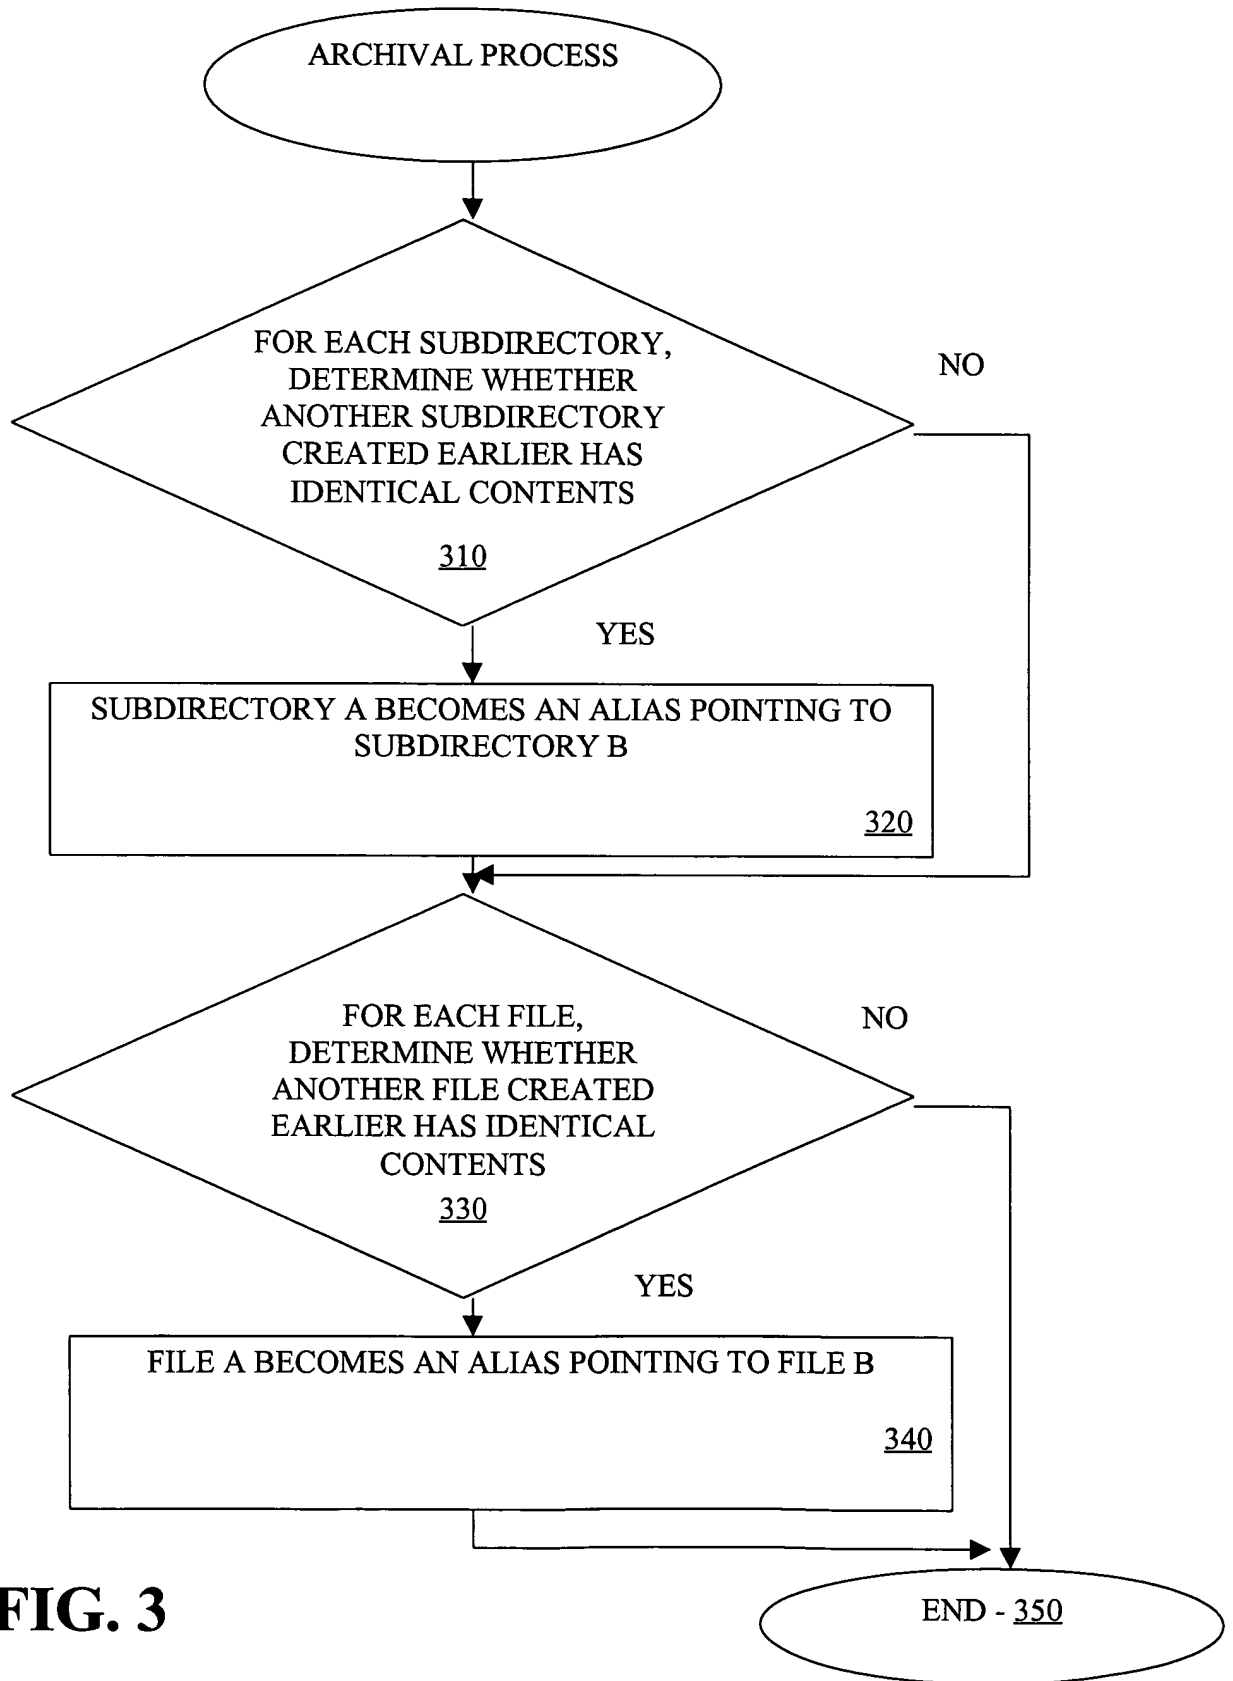 ARCHIVAL PROCESS
FOR EACH SUBDIRECTORY,
DETERMINE WHETHER
ANOTHER SUBDIRECTORY
CREATED EARLIER HAS
IDENTICAL CONTENTS
310
NO
YES
SUBDIRECTORY A BECOMES AN ALIAS POINTING TO
SUBDIRECTORY B
320
FOR EACH FILE,
DETERMINE WHETHER
ANOTHER FILE CREATED
EARLIER HAS IDENTICAL
CONTENTS
330
NO
YES
FILE A BECOMES AN ALIAS POINTING TO FILE B
340
END - 350
FIG. 3